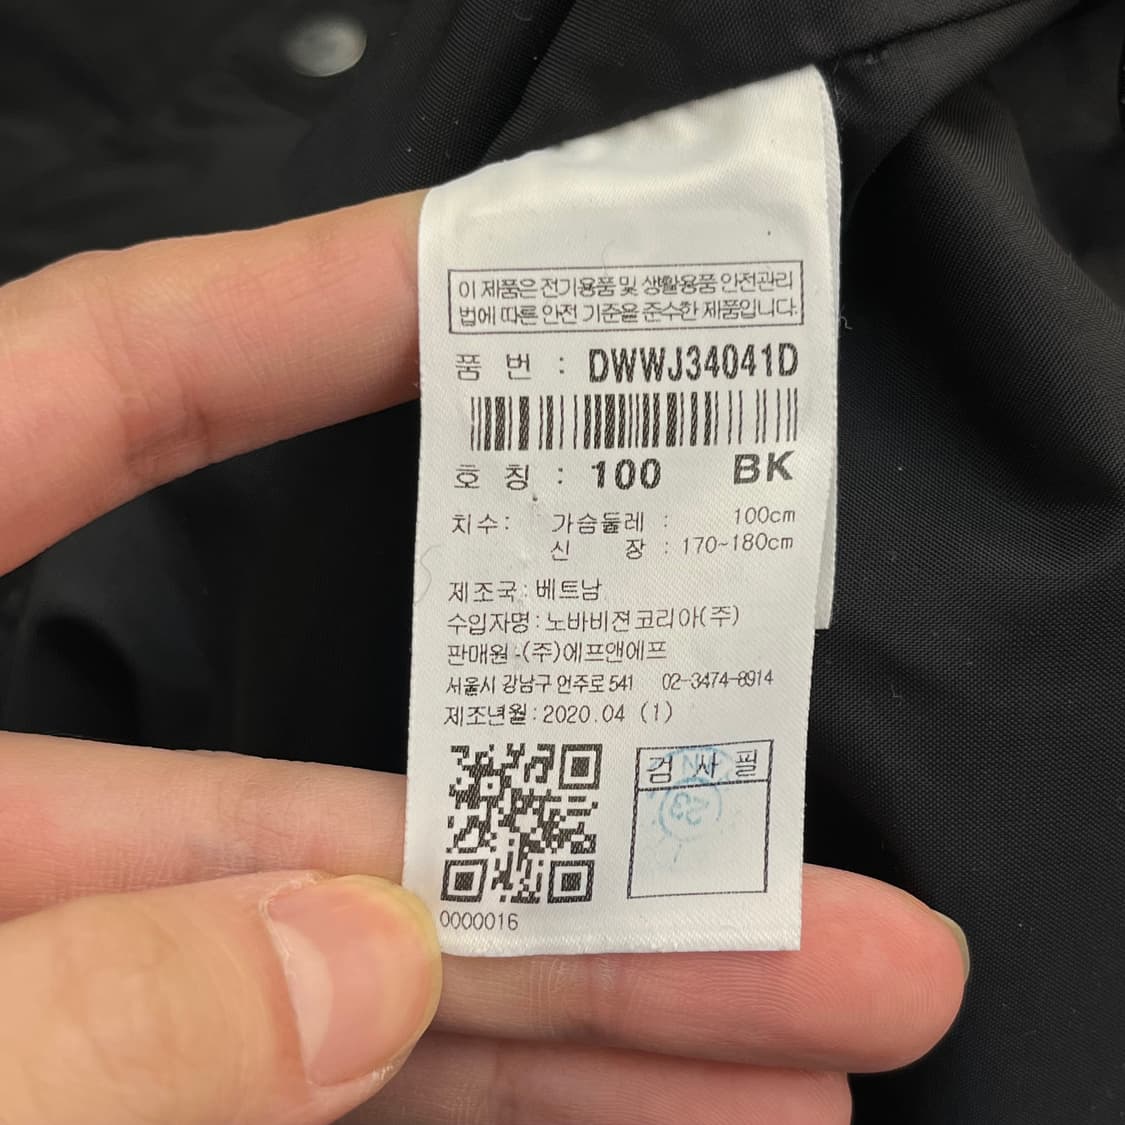 이 제품은 전기용품 및 생활용품 안전관리
법에 따른 안전 기준을 준수한 제품입니다.
품 번 : DWWJ34041D
호 칭 : 100 BK
치수: 가슴둘레 : 100cm
신 장 : 170~180cm
제조국:베트남
수입자명:노바비젼코리아(주)
판매원:(주)에프앤에프
서울시 강남구 언주로 541 02-3474-8914
제조년월:2020.04 (1)
검 사 필
23
0000016